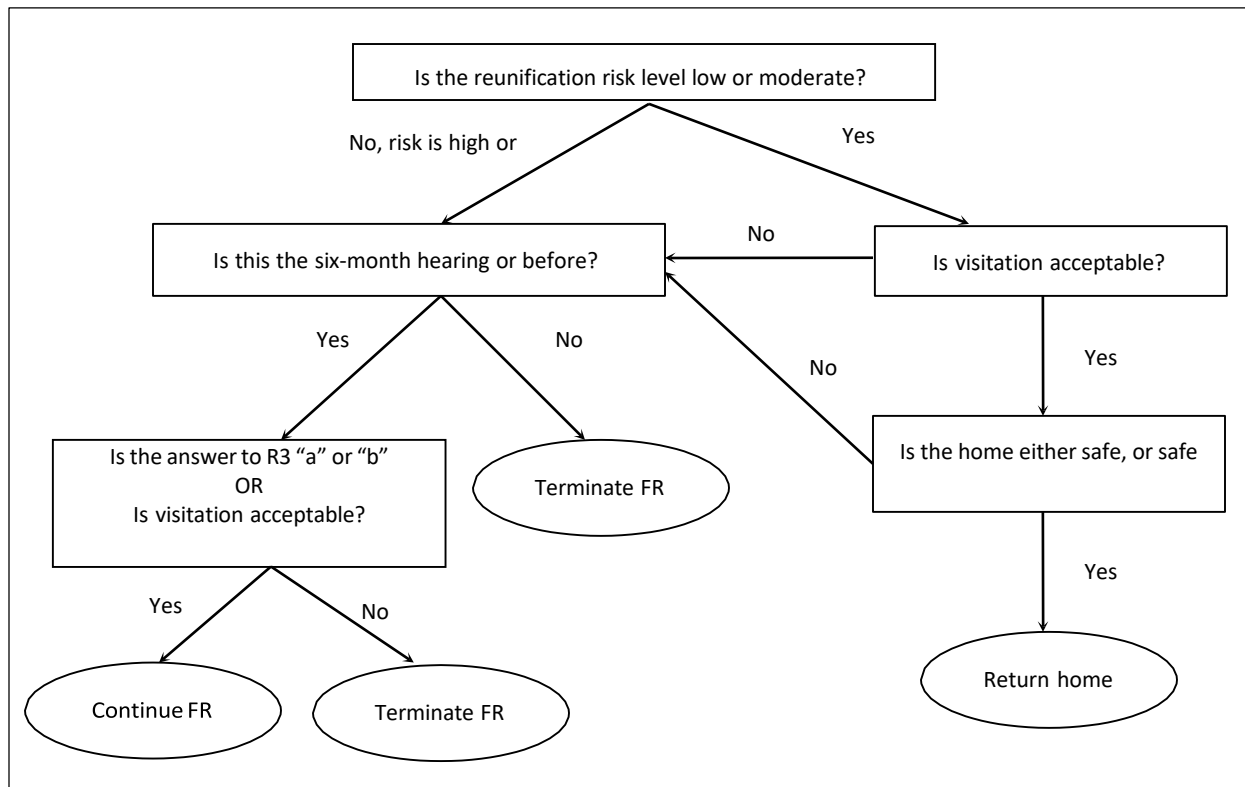 Is the reunification risk level low or moderate?
No, risk is high or
Yes
Is this the six-month hearing or before?
No
Is visitation acceptable?
Yes
No
No
Yes
Is the answer to R3 “a” or “b”
OR
Is visitation acceptable?
Terminate FR
Is the home either safe, or safe
Yes
No
Yes
Continue FR
Terminate FR
Return home